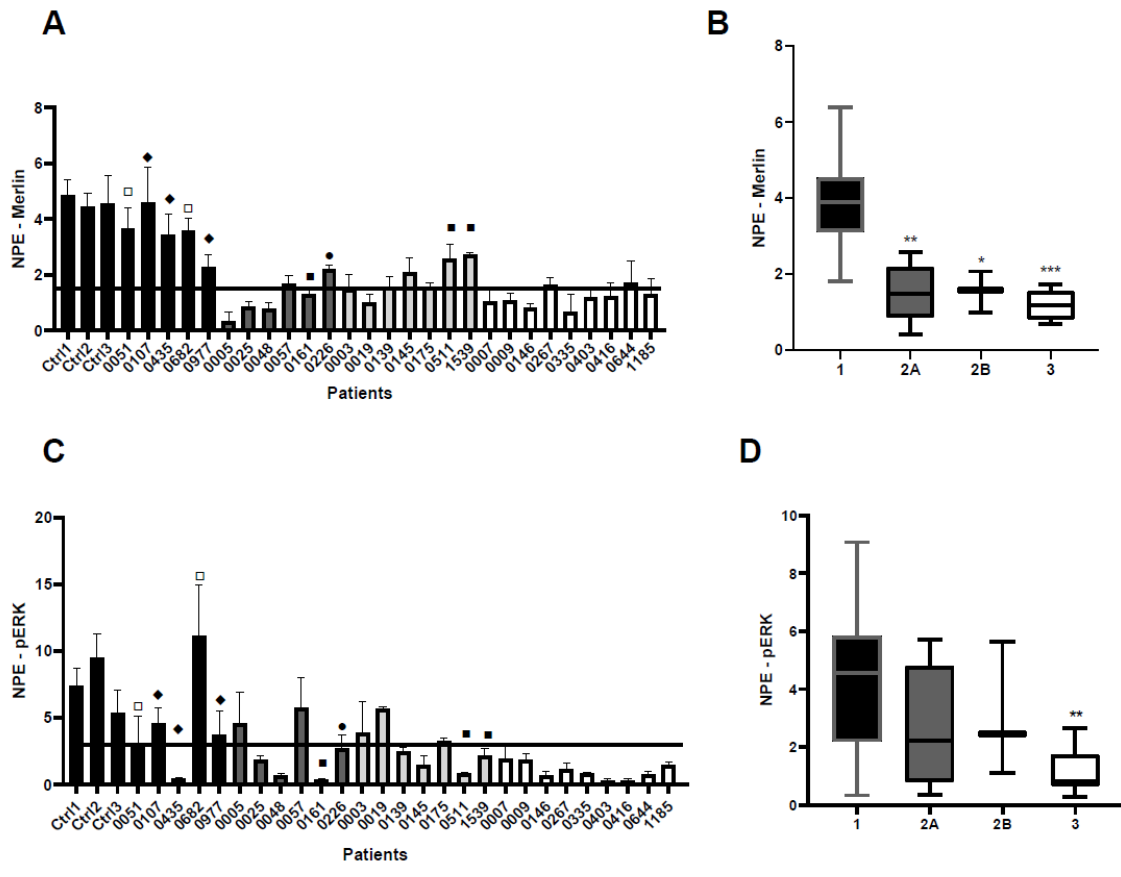 A
NPE - Merlin
8
6
4
2
0
Ctrl1 Ctrl2 Ctrl3 0051 0107 0435 0682 0977 0005 0025 0048 0057 0161 0226 0003 0019 0139 0145 0175 0511 1539 0007 0009 0146 0267 0335 0403 0416 0644 1185
Patients
B
NPE - Merlin
8
6
4
2
0
** * ***
1 2A 2B 3
C
NPE - pERK
20
15
10
5
0
Ctrl1 Ctrl2 Ctrl3 0051 0107 0435 0682 0977 0005 0025 0048 0057 0161 0226 0003 0019 0139 0145 0175 0511 1539 0007 0009 0146 0267 0335 0403 0416 0644 1185
Patients
D
NPE - pERK
10
8
6
4
2
0
**
1 2A 2B 3